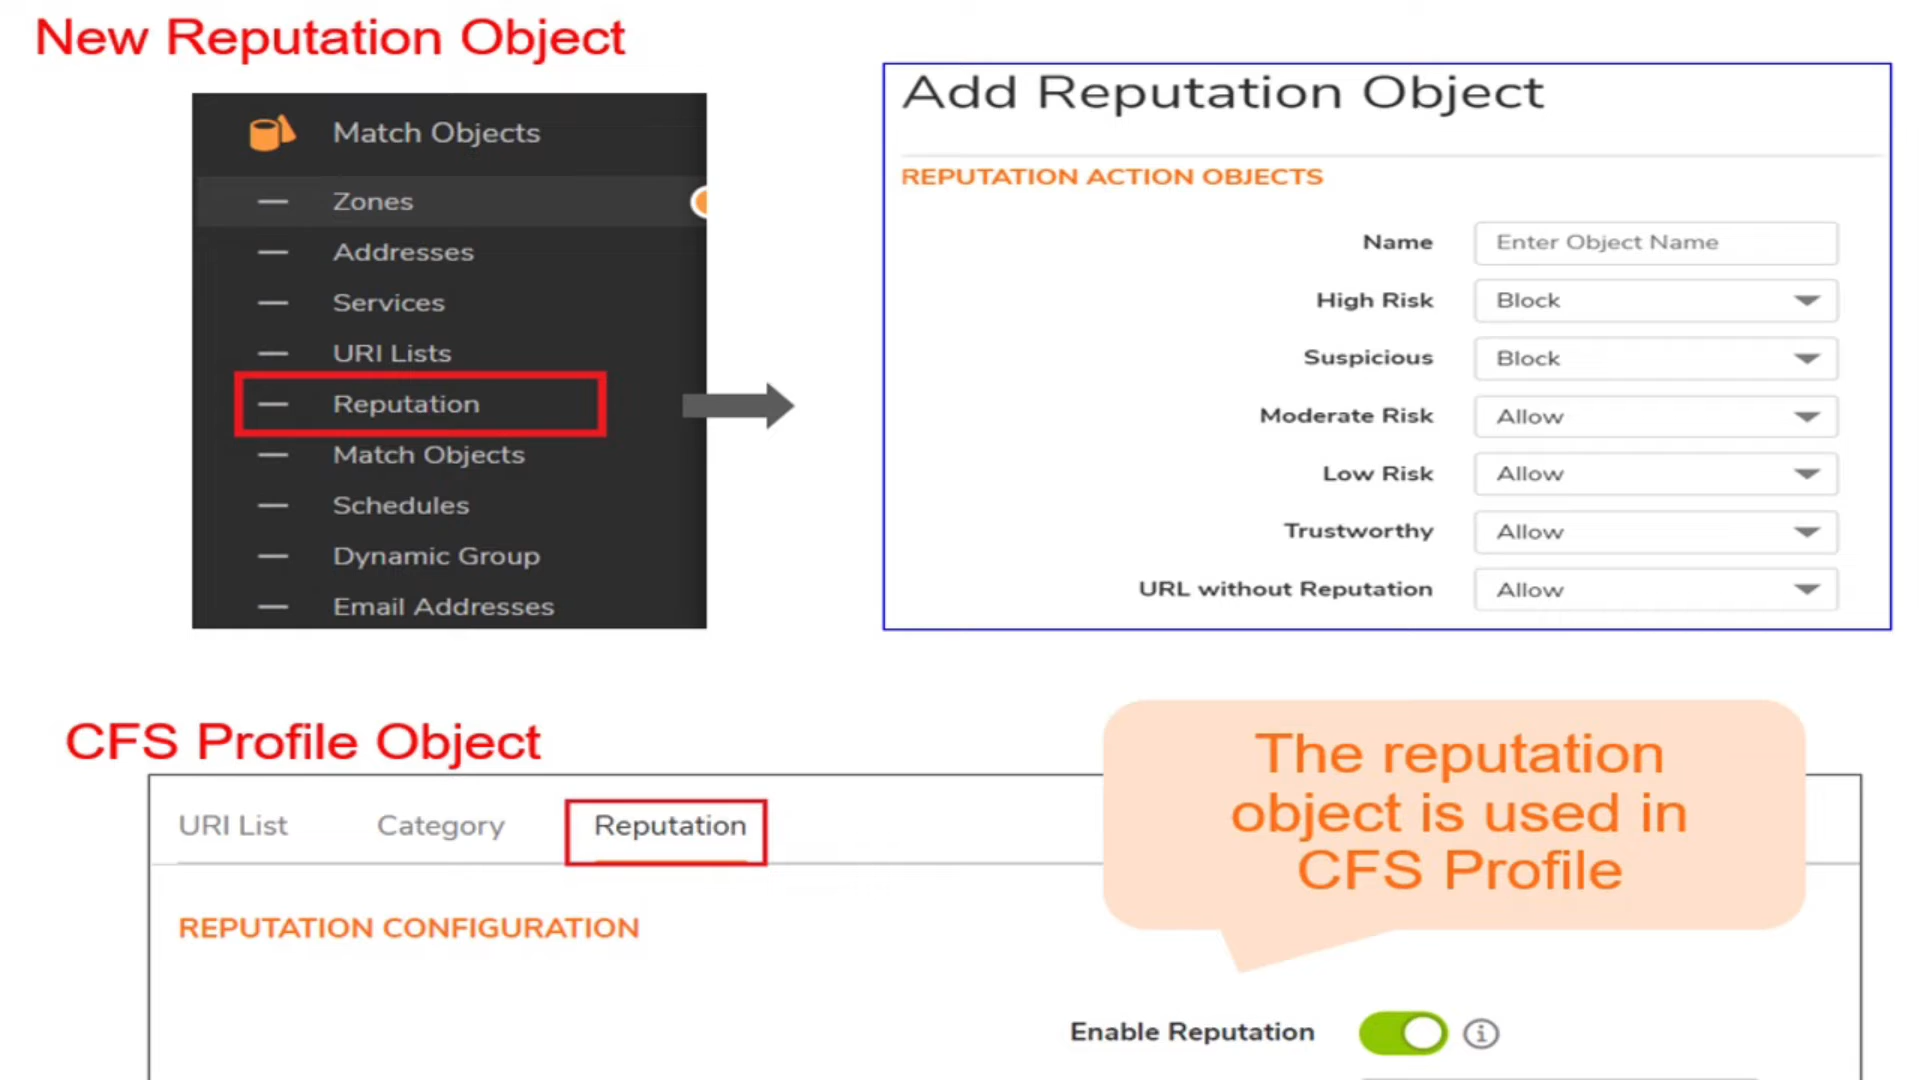 New Reputation Object
Match Objects
Zones
Addresses
Services
URI Lists
Reputation
Match Objects
Schedules
Dynamic Group
Email Addresses
Add Reputation Object
REPUTATION ACTION OBJECTS
Name Enter Object Name
High Risk Block
Suspicious Block
Moderate Risk Allow
Low Risk Allow
Trustworthy Allow
URL without Reputation Allow
CFS Profile Object
The reputation
object is used in
CFS Profile
URI List Category Reputation
REPUTATION CONFIGURATION
Enable Reputation